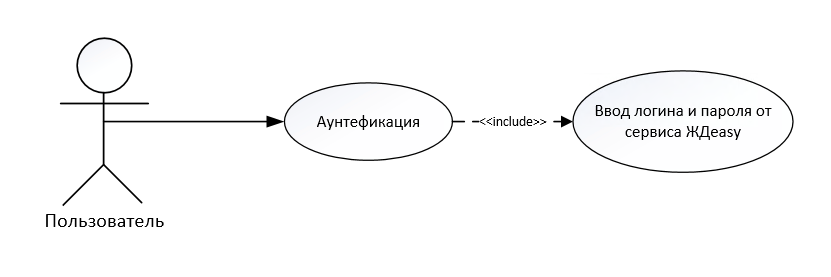 Аунтефикация
<<include>>
Ввод логина и пароля от
сервиса ЖДeasy
Пользователь